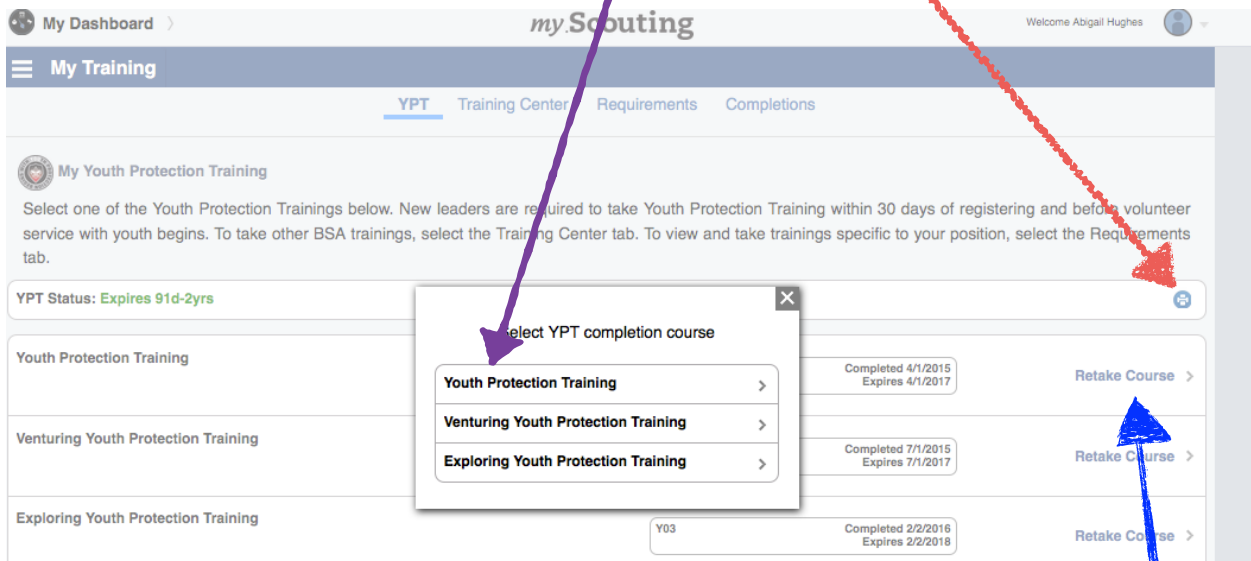 My Dashboard
my.Scouting
Welcome Abigail Hughes
My Training
YPT Training Center Requirements Completions
My Youth Protection Training
Select one of the Youth Protection Trainings below. New leaders are required to take Youth Protection Training within 30 days of registering and before volunteer
service with youth begins. To take other BSA trainings, select the Training Center tab. To view and take trainings specific to your position, select the Requirements
tab.
YPT Status: Expires 91d-2yrs
Select YPT completion course
Youth Protection Training
Venturing Youth Protection Training
Exploring Youth Protection Training
Youth Protection Training
Completed 4/1/2015
Expires 4/1/2017
Retake Course
Venturing Youth Protection Training
Completed 7/1/2015
Expires 7/1/2017
Retake Course
Exploring Youth Protection Training
Y03
Completed 2/2/2016
Expires 2/2/2018
Retake Course